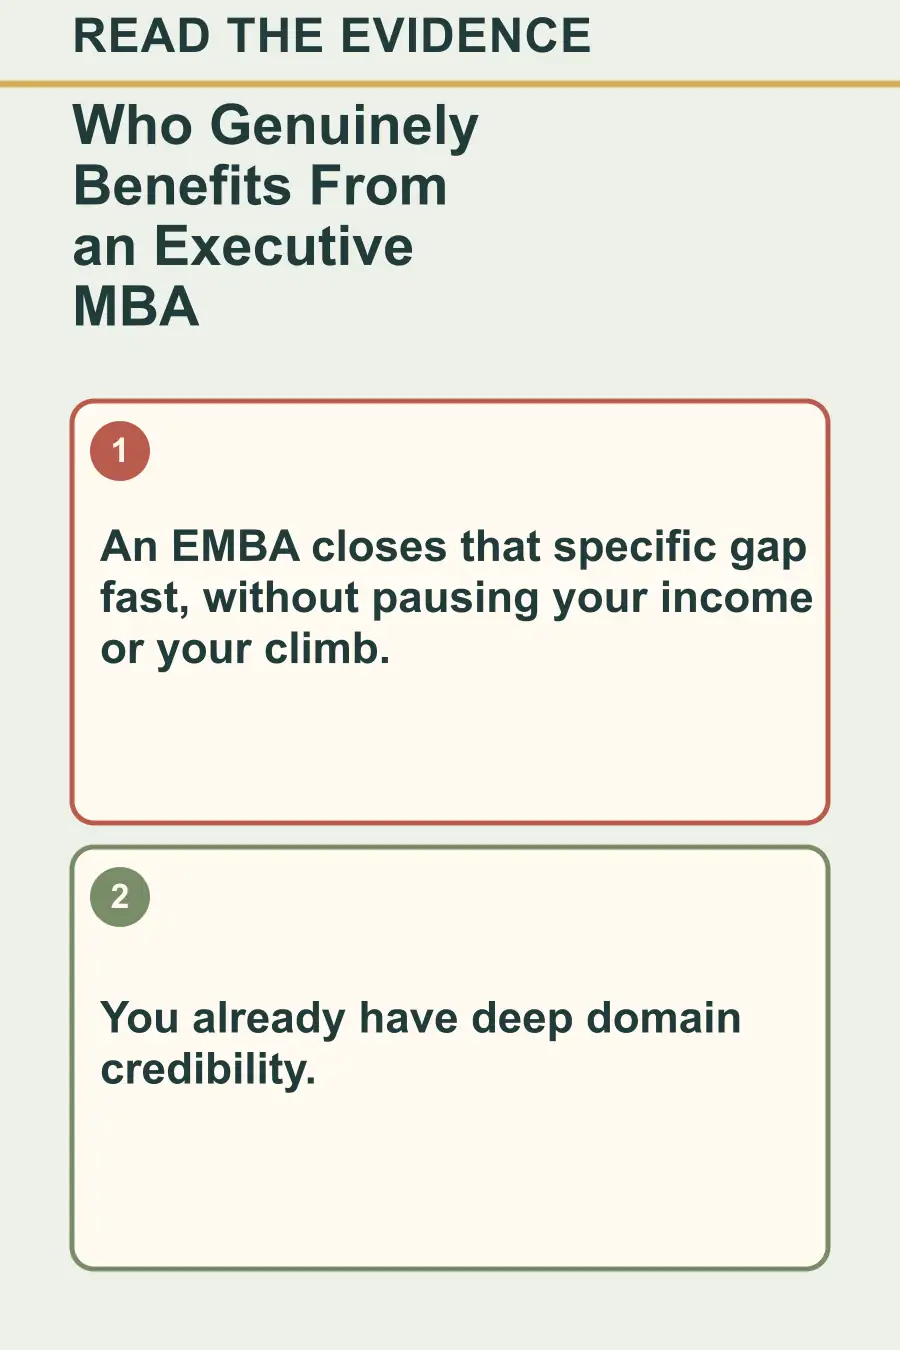 READ THE EVIDENCE
Who Genuinely
Benefits From
an Executive
MBA
1
An EMBA closes that specific gap
fast, without pausing your income
or your climb.
2
You already have deep domain
credibility.